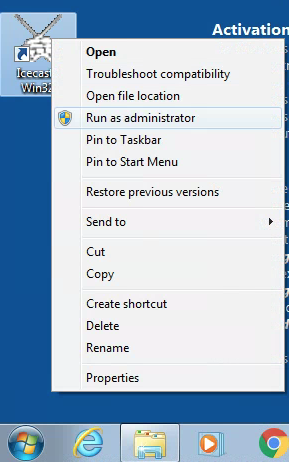 Activation
Icecast
Win32
Open
Troubleshoot compatibility
Open file location
Run as administrator
Pin to Taskbar
Pin to Start Menu
Restore previous versions
Send to
Cut
Copy
Create shortcut
Delete
Rename
Properties